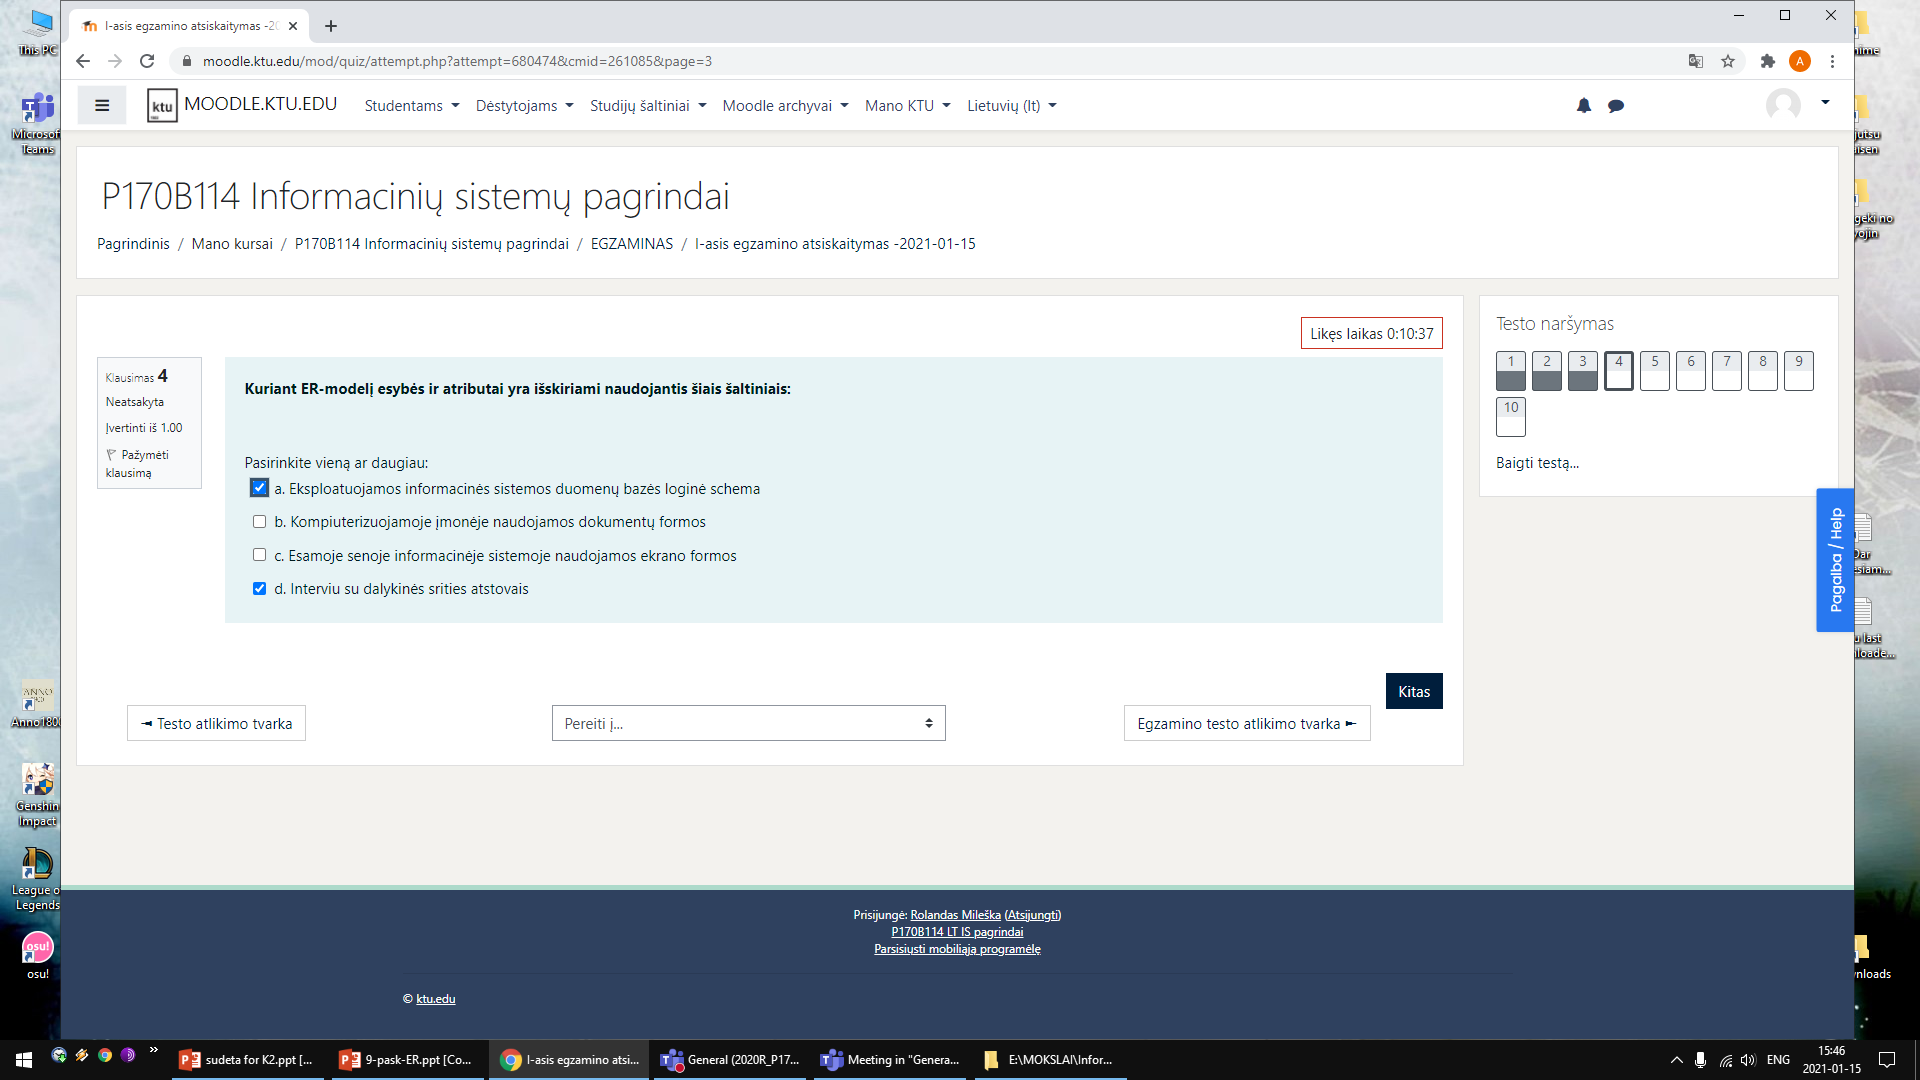 I-asis egzamino atsiskaitymas -20
moodle.ktu.edu/mod/quiz/attempt.php?attempt=680474&cmid=261085&page=3
A
ktu
MOODLE.KTU.EDU
Studentams
Dėstytojams
Studijų šaltiniai
Moodle archyvai
Mano KTU
Lietuvių (lt)
P170B114 Informacinių sistemų pagrindai
Pagrindinis / Mano kursai / P170B114 Informacinių sistemų pagrindai / EGZAMINAS / I-asis egzamino atsiskaitymas -2021-01-15
Likęs laikas 0:10:37
Klausimas 4
Neatsakyta
Įvertinti iš 1.00
Pažymėti
klausimą
Kuriant ER-modelį esybės ir atributai yra išskiriami naudojantis šiais šaltiniais:
Pasirinkite vieną ar daugiau:
a. Eksploatuojamos informacinės sistemos duomenų bazės loginė schema
b. Kompiuterizuojamoje įmonėje naudojamos dokumentų formos
c. Esamoje senoje informacinėje sistemoje naudojamos ekrano formos
d. Interviu su dalykinės srities atstovais
Kitas
◄ Testo atlikimo tvarka
Pereiti į...
Egzamino testo atlikimo tvarka ►
Testo naršymas
1 2 3 4 5 6 7 8 9
10
Baigti testą...
Pagalba / Help
Prisijungė: Rolandas Mileška (Atsijungti)
P170B114 LT IS pagrindai
Parsisiųsti mobiliąją programėlę
© ktu.edu
This PC
Microsof
Teams
ANNO
Anno180
Genshin
Impact
League o
Legends
osu!
osu!
sudeta for K2.ppt [...
9-pask-ER.ppt [Co...
I-asis egzamino atsi...
General (2020R_P17...
Meeting in "Genera...
E:\MOKSLAI\Infor...
ENG
15:46
2021-01-15